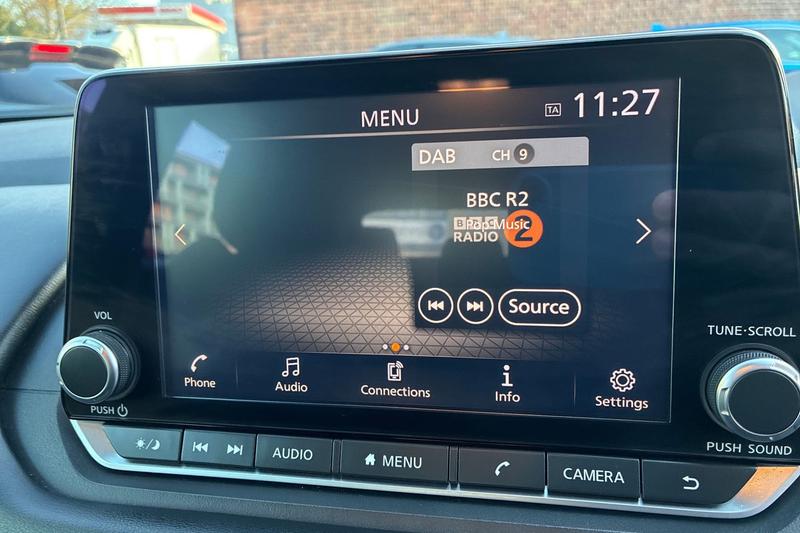 MENU
TA 11:27
DAB CH 9
BBC R2
BBC
Pop Music
RADIO 2
Source
Phone
Audio
Connections
Info
Settings
VOL
PUSH
TUNE·SCROLL
PUSH SOUND
AUDIO
MENU
CAMERA